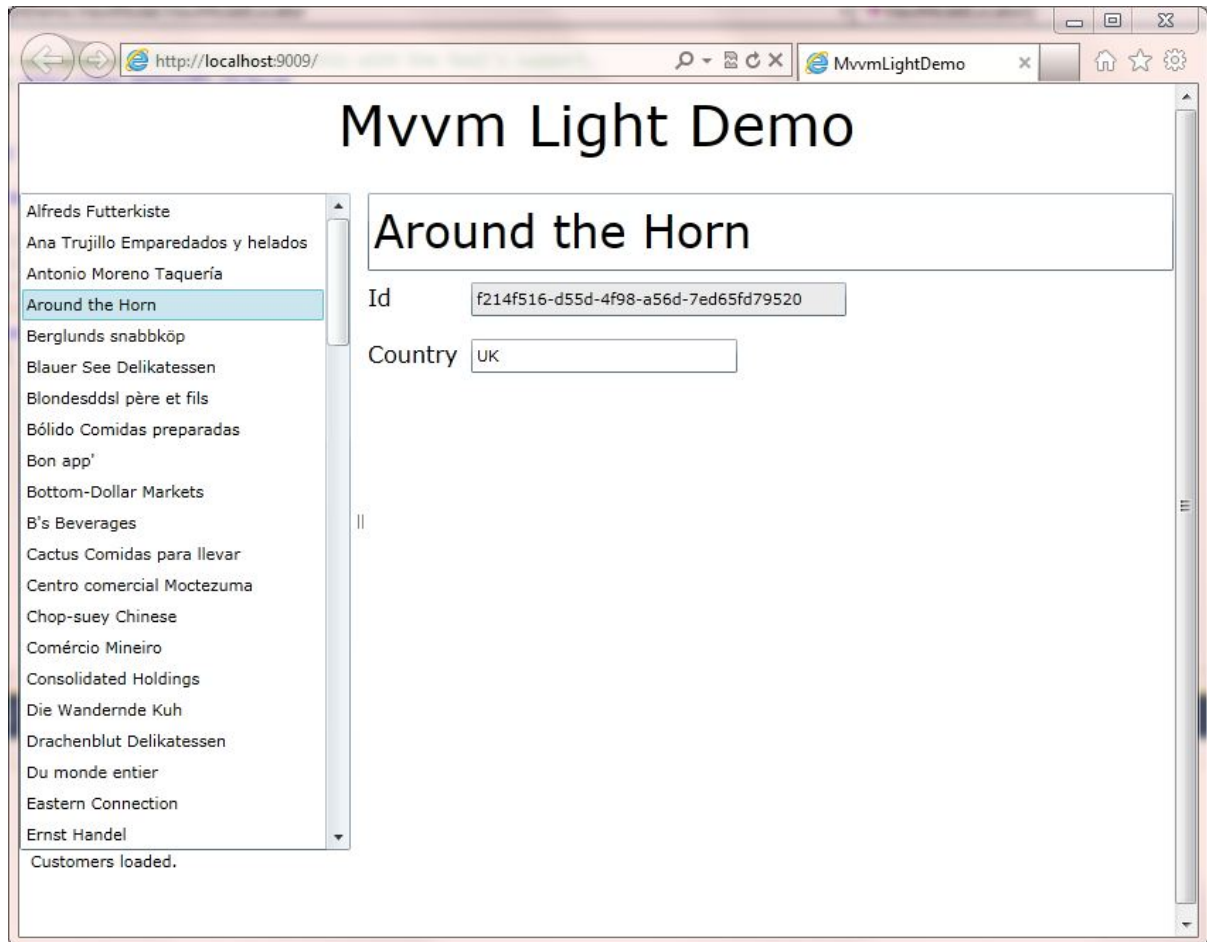 http://localhost:9009/
MvvmLightDemo
Mvvm Light Demo
Alfreds Futterkiste
Ana Trujillo Emparedados y helados
Antonio Moreno Taquería
Around the Horn
Berglunds snabbköp
Blauer See Delikatessen
Blondesddsl père et fils
Bólido Comidas preparadas
Bon app'
Bottom-Dollar Markets
B's Beverages
Cactus Comidas para llevar
Centro comercial Moctezuma
Chop-suey Chinese
Comércio Mineiro
Consolidated Holdings
Die Wandernde Kuh
Drachenblut Delikatessen
Du monde entier
Eastern Connection
Ernst Handel
Customers loaded.
Around the Horn
Id f214f516-d55d-4f98-a56d-7ed65fd79520
Country UK